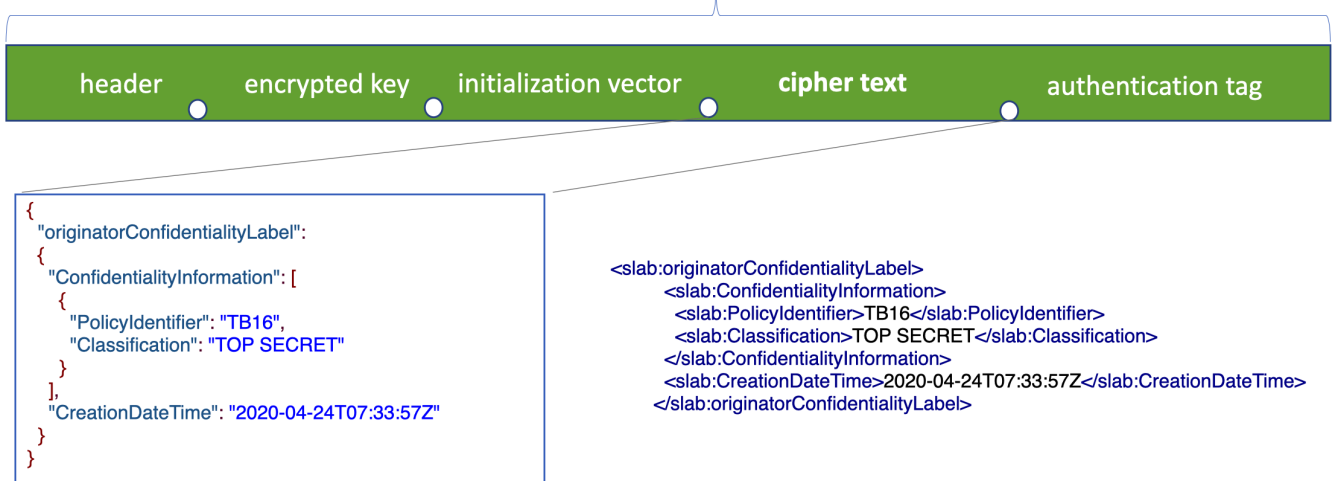 header encrypted key initialization vector cipher text authentication tag
{
"originatorConfidentialityLabel":
{
"ConfidentialityInformation": [
{
"PolicyIdentifier": "TB16",
"Classification": "TOP SECRET"
}
],
"CreationDateTime": "2020-04-24T07:33:57Z"
}
}
<slab:originatorConfidentialityLabel>
<slab:ConfidentialityInformation>
<slab:PolicyIdentifier>TB16</slab:PolicyIdentifier>
<slab:Classification>TOP SECRET</slab:Classification>
</slab:ConfidentialityInformation>
<slab:CreationDateTime>2020-04-24T07:33:57Z</slab:CreationDateTime>
</slab:originatorConfidentialityLabel>